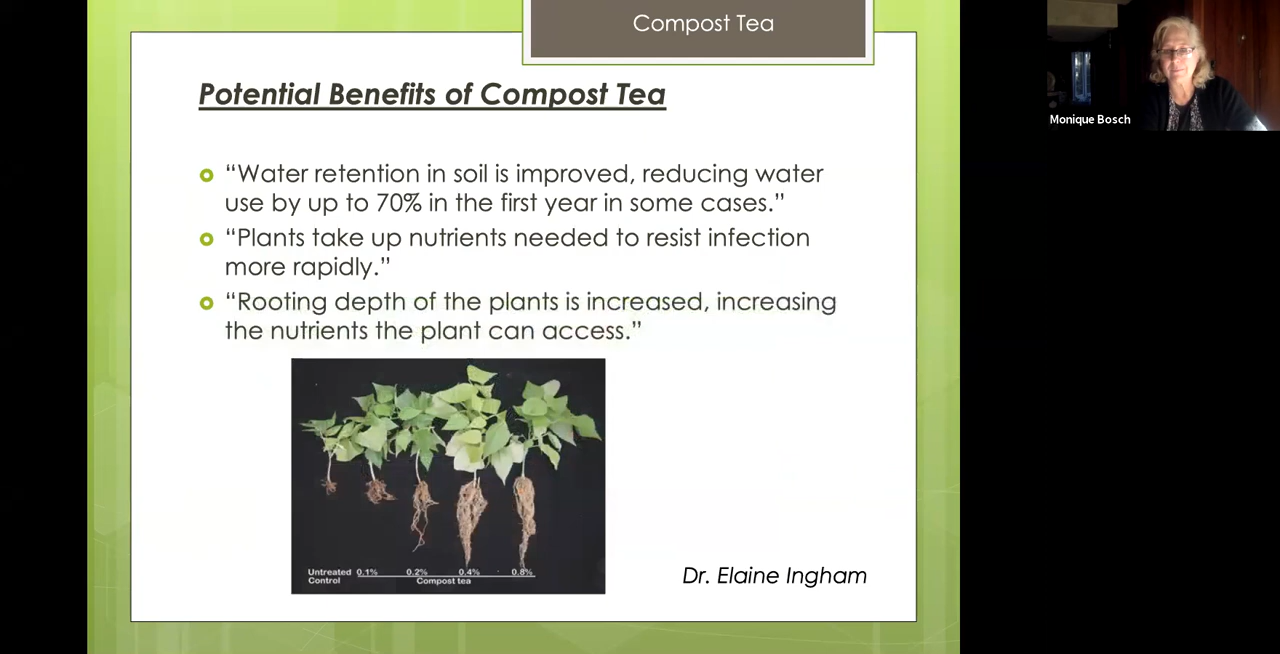 Compost Tea
Monique Bosch
Potential Benefits of Compost Tea
“Water retention in soil is improved, reducing water
use by up to 70% in the first year in some cases.”
“Plants take up nutrients needed to resist infection
more rapidly.”
“Rooting depth of the plants is increased, increasing
the nutrients the plant can access.”
Untreated 0.1% 0.2% 0.4% 0.8%
Control Compost tea
Dr. Elaine Ingham